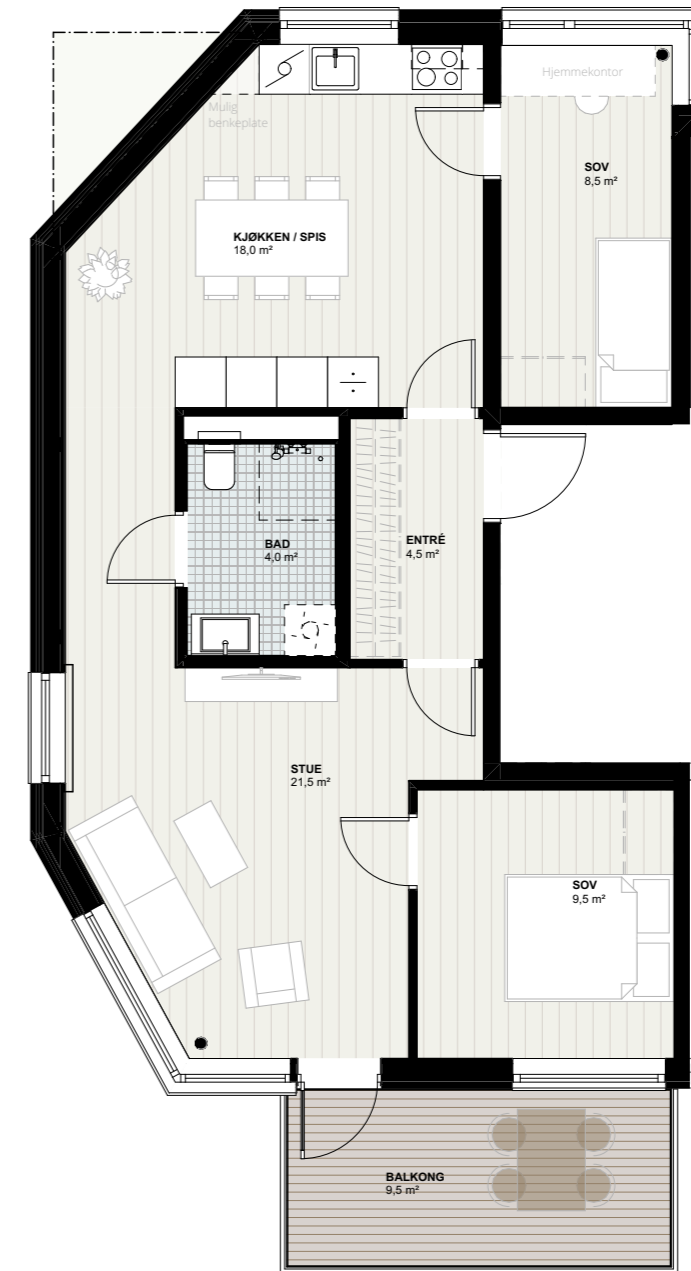 Hjemmekontor
Mulig
benkeplate
SOV
8,5 m²
KJØKKEN / SPIS
18,0 m²
BAD
4,0 m²
ENTRÉ
4,5 m²
STUE
21,5 m²
SOV
9,5 m²
BALKONG
9,5 m²